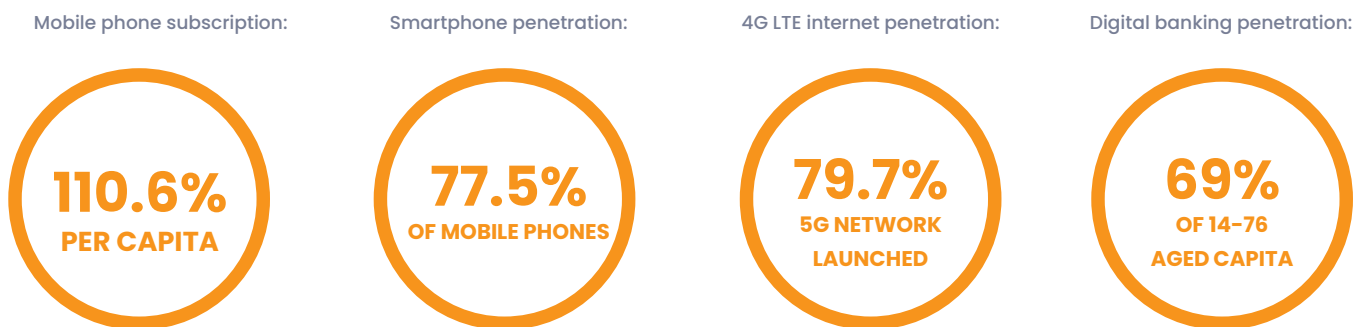 Mobile phone subscription:
110.6%
PER CAPITA
Smartphone penetration:
77.5%
OF MOBILE PHONES
4G LTE internet penetration:
79.7%
5G NETWORK
LAUNCHED
Digital banking penetration:
69%
OF 14-76
AGED CAPITA